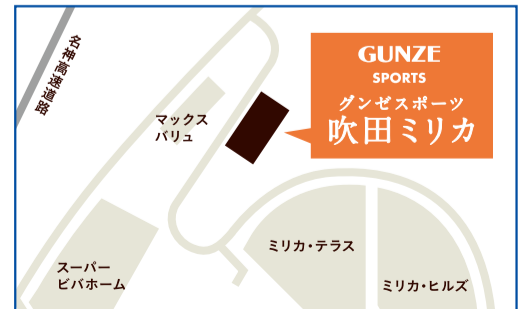 名神高速道路
GUNZE
SPORTS
グンゼスポーツ
吹田ミリカ
マックス
バリュ
ミリカ・テラス
スーパー
ビバホーム
ミリカ・ヒルズ